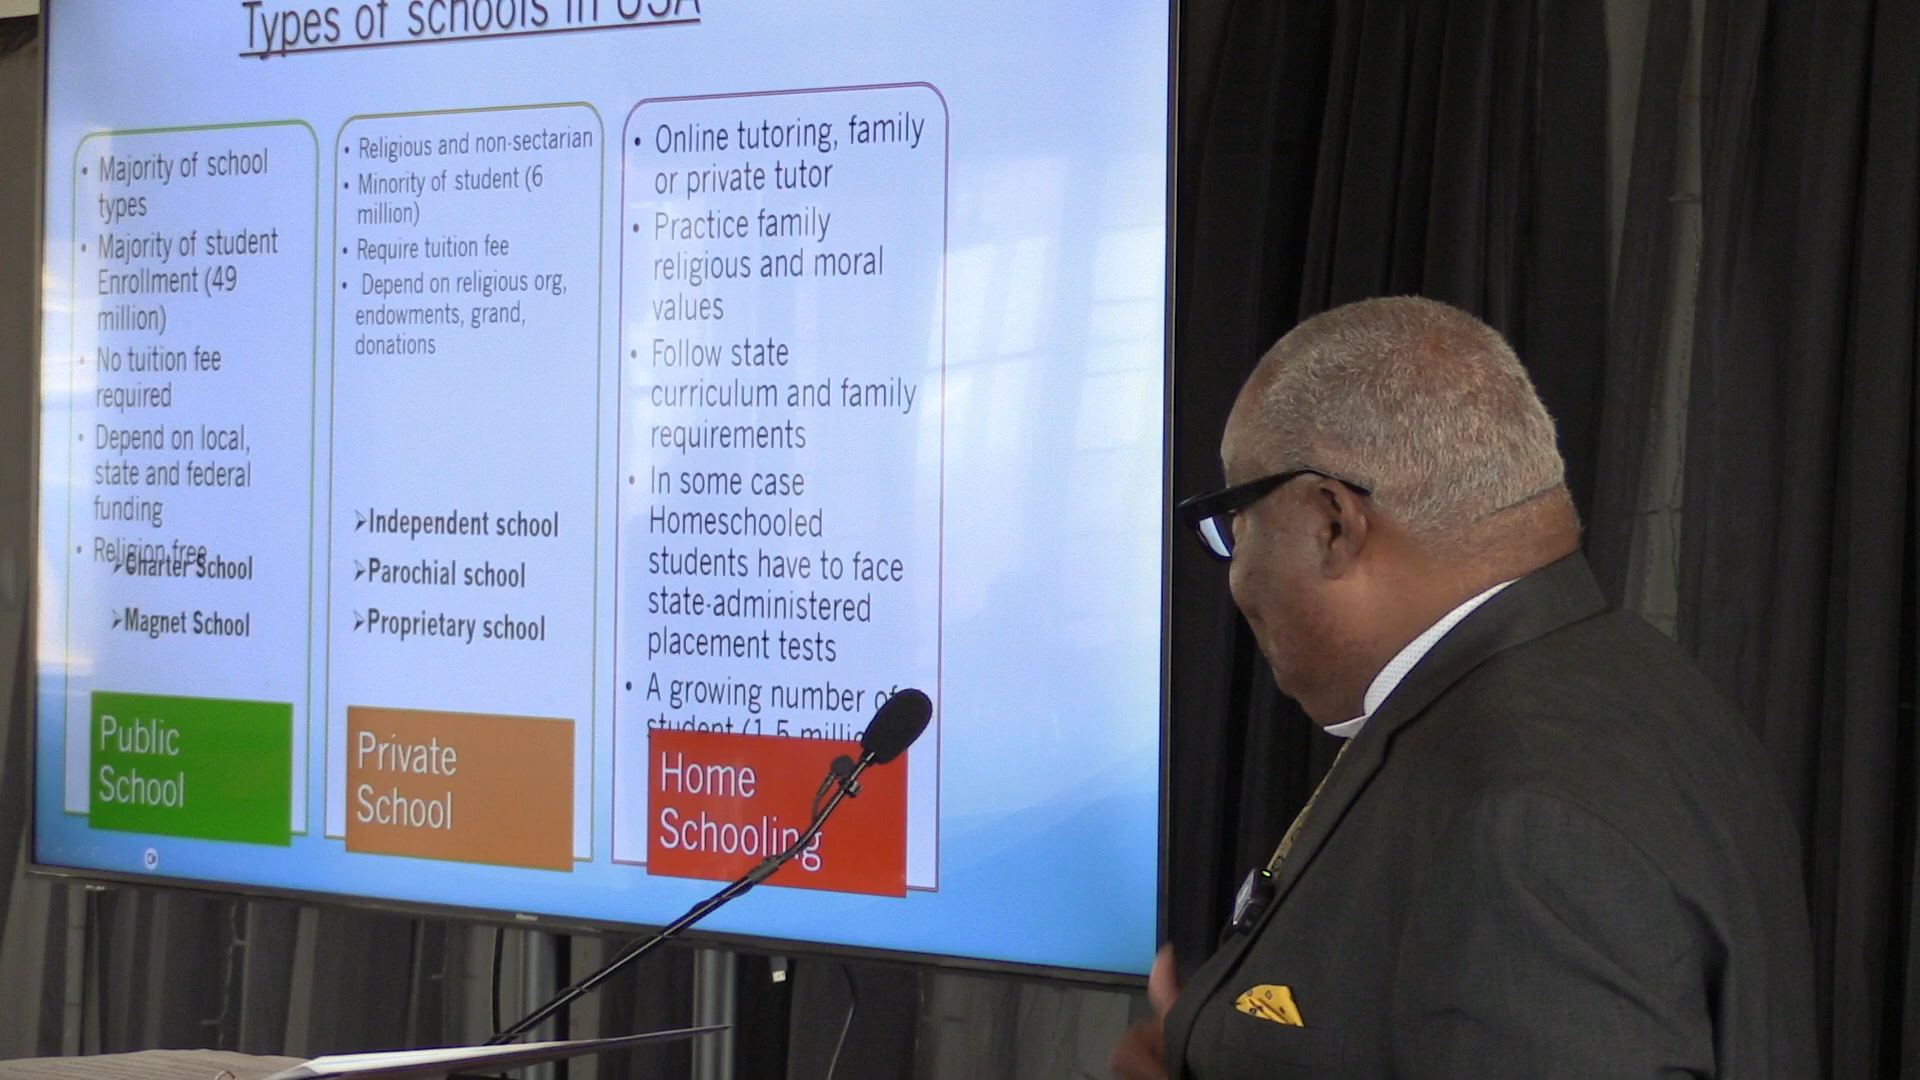 Types of schools in USA
• Majority of school
types
• Majority of student
Enrollment (49
million)
• No tuition fee
required
• Depend on local,
state and federal
funding
• Religion free
➢Charter School
➢Magnet School
Public
School
• Religious and non-sectarian
• Minority of student (6
million)
• Require tuition fee
• Depend on religious org,
endowments, grand,
donations
➢Independent school
➢Parochial school
➢Proprietary school
Private
School
• Online tutoring, family
or private tutor
• Practice family
religious and moral
values
• Follow state
curriculum and family
requirements
• In some case
Homeschooled
students have to face
state-administered
placement tests
• A growing number of
student (1.5
Home
Schooling